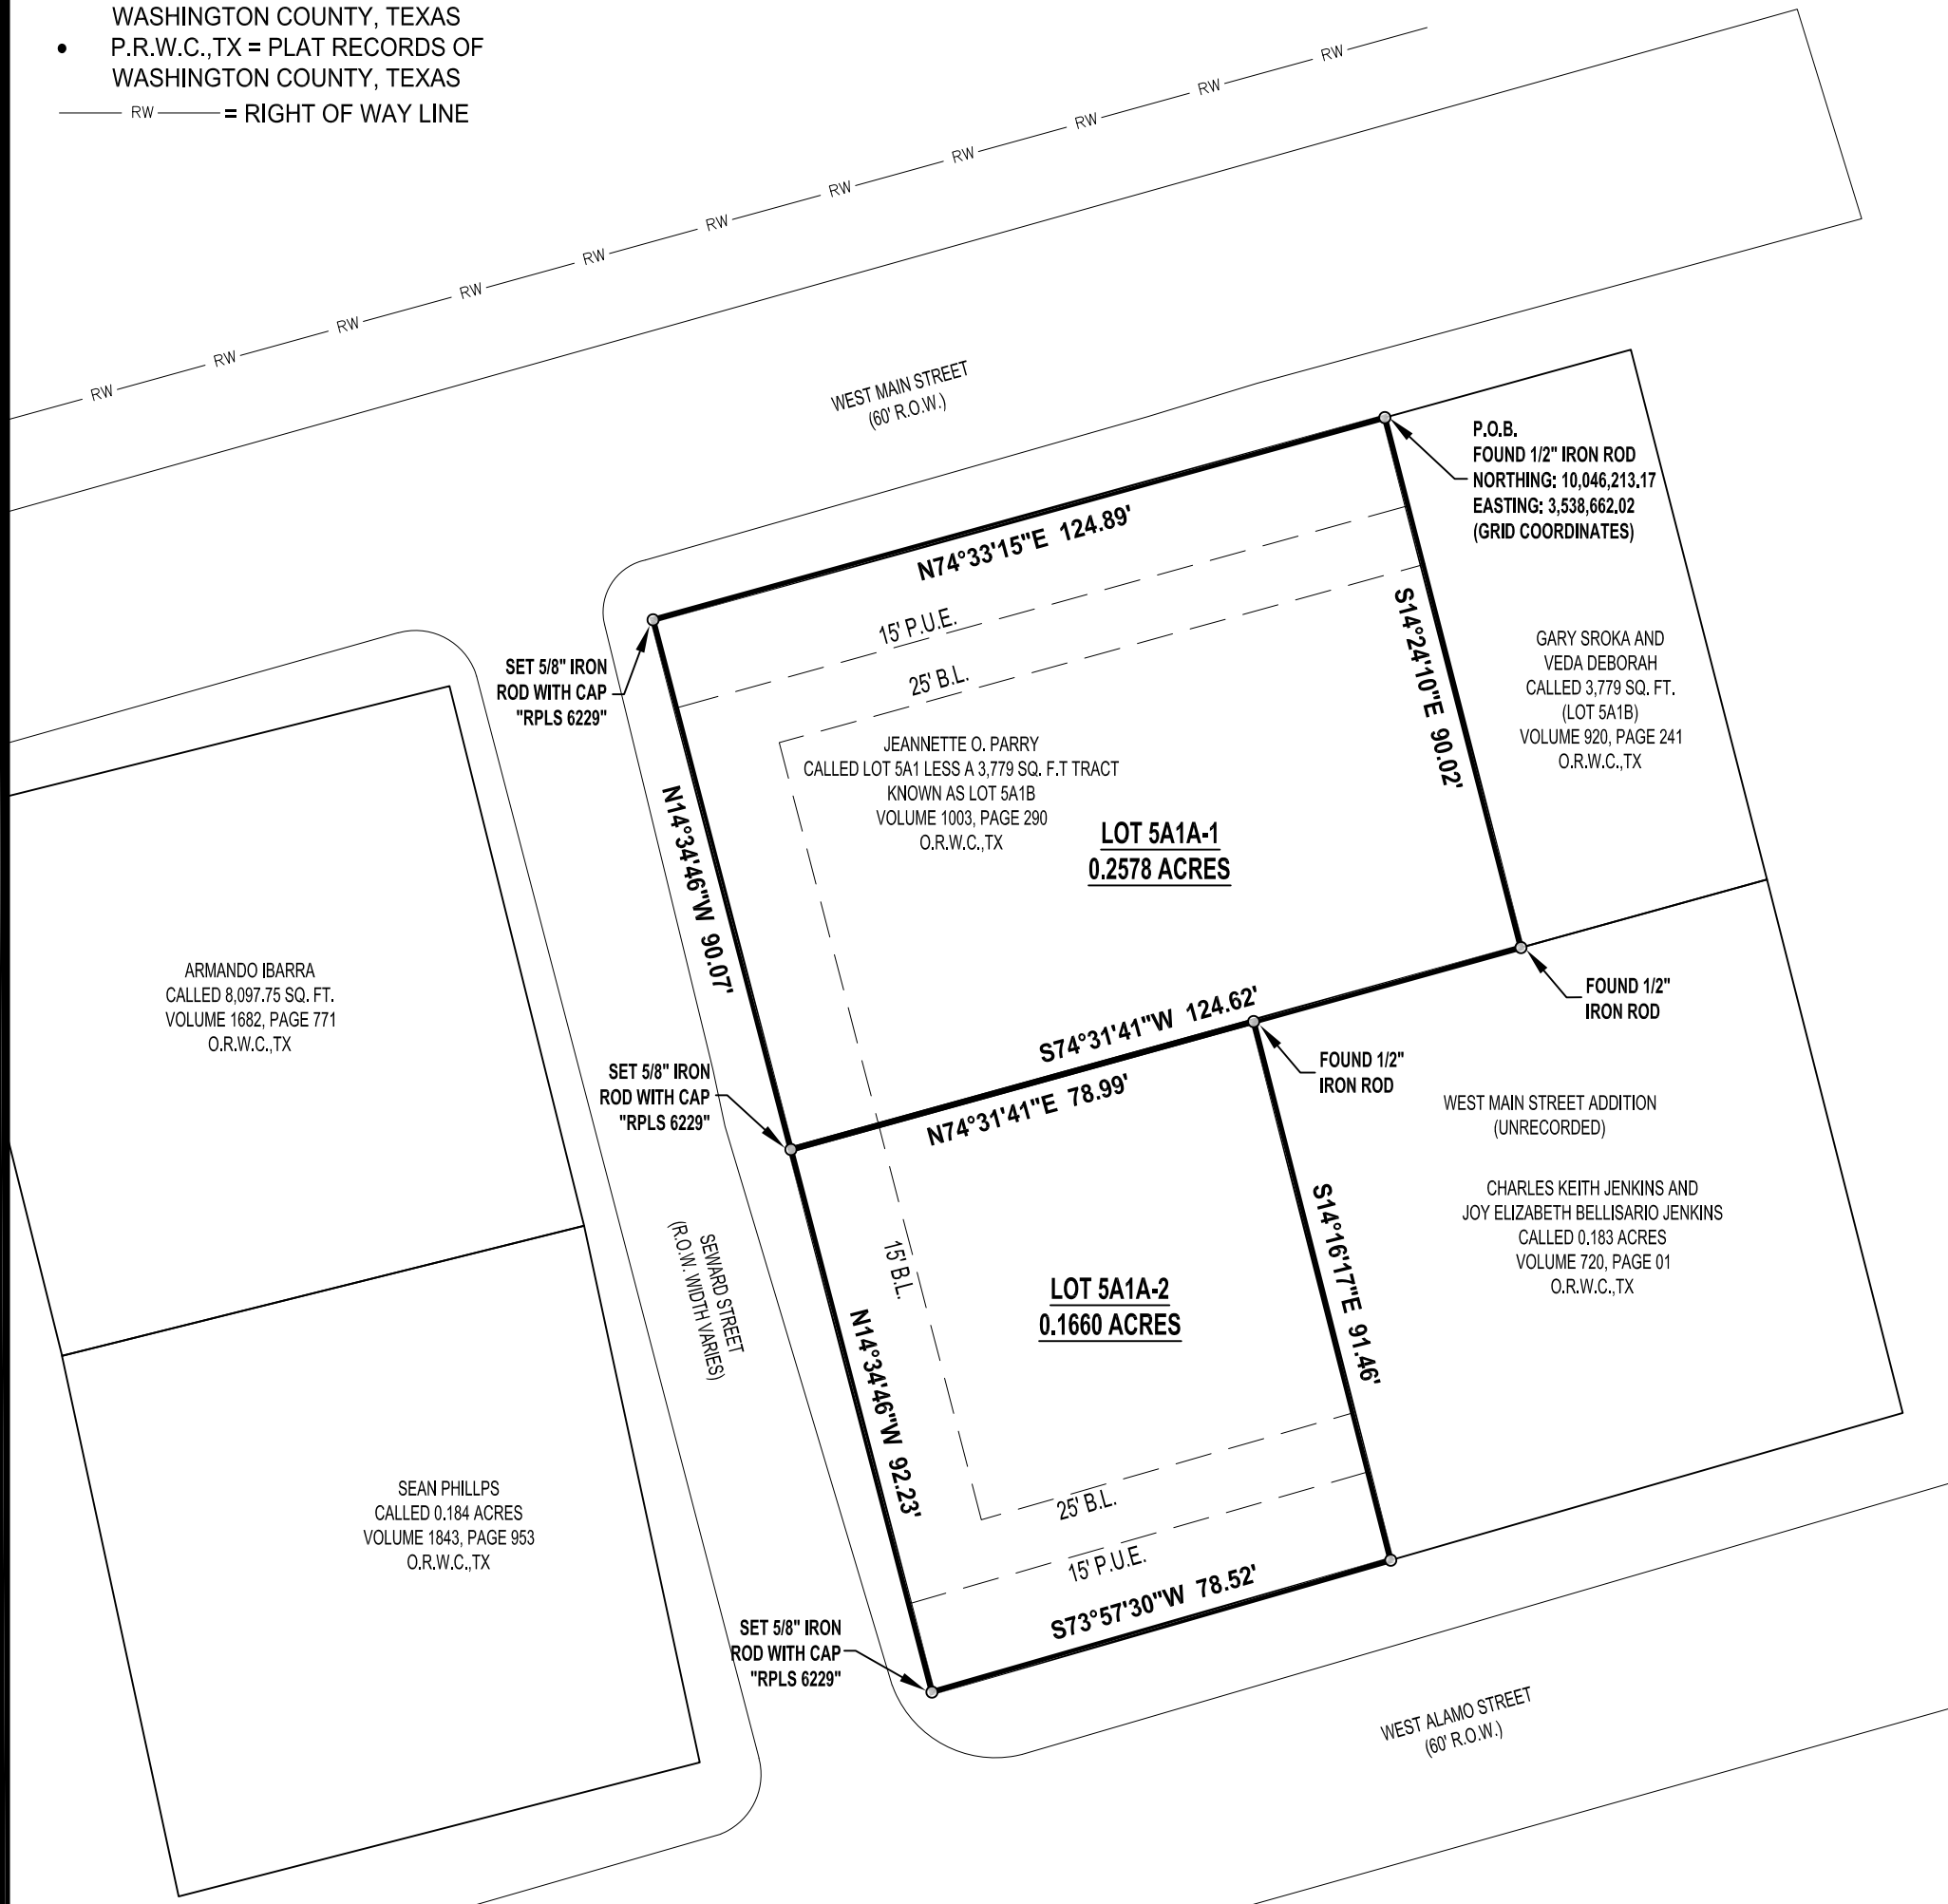 WASHINGTON COUNTY, TEXAS
• P.R.W.C.,TX = PLAT RECORDS OF
WASHINGTON COUNTY, TEXAS
RW = RIGHT OF WAY LINE
RW
RW
RW
RW
RW
RW
RW
RW
RW
RW
RW
WEST MAIN STREET
(60' R.O.W.)
P.O.B.
FOUND 1/2" IRON ROD
NORTHING: 10,046,213.17
EASTING: 3,538,662.02
(GRID COORDINATES)
N74°33'15"E 124.89'
15' P.U.E.
25' B.L.
S14°24'10"E 90.02'
GARY SROKA AND
VEDA DEBORAH
CALLED 3,779 SQ. FT.
(LOT 5A1B)
VOLUME 920, PAGE 241
O.R.W.C.,TX
SET 5/8" IRON
ROD WITH CAP
"RPLS 6229"
JEANNETTE O. PARRY
CALLED LOT 5A1 LESS A 3,779 SQ. F.T TRACT
KNOWN AS LOT 5A1B
VOLUME 1003, PAGE 290
O.R.W.C.,TX
LOT 5A1A-1
0.2578 ACRES
N14°34'46"W 90.07'
ARMANDO IBARRA
CALLED 8,097.75 SQ. FT.
VOLUME 1682, PAGE 771
O.R.W.C.,TX
S74°31'41"W 124.62'
FOUND 1/2"
IRON ROD
SET 5/8" IRON
ROD WITH CAP
"RPLS 6229"
N74°31'41"E 78.99'
FOUND 1/2"
IRON ROD
WEST MAIN STREET ADDITION
(UNRECORDED)
CHARLES KEITH JENKINS AND
JOY ELIZABETH BELLISARIO JENKINS
CALLED 0.183 ACRES
VOLUME 720, PAGE 01
O.R.W.C.,TX
SEWARD STREET
(R.O.W. WIDTH VARIES)
15' B.L.
LOT 5A1A-2
0.1660 ACRES
S14°16'17"E 91.46'
N14°34'46"W 92.23'
SEAN PHILLPS
CALLED 0.184 ACRES
VOLUME 1843, PAGE 953
O.R.W.C.,TX
25' B.L.
15' P.U.E.
S73°57'30"W 78.52'
SET 5/8" IRON
ROD WITH CAP
"RPLS 6229"
WEST ALAMO STREET
(60' R.O.W.)